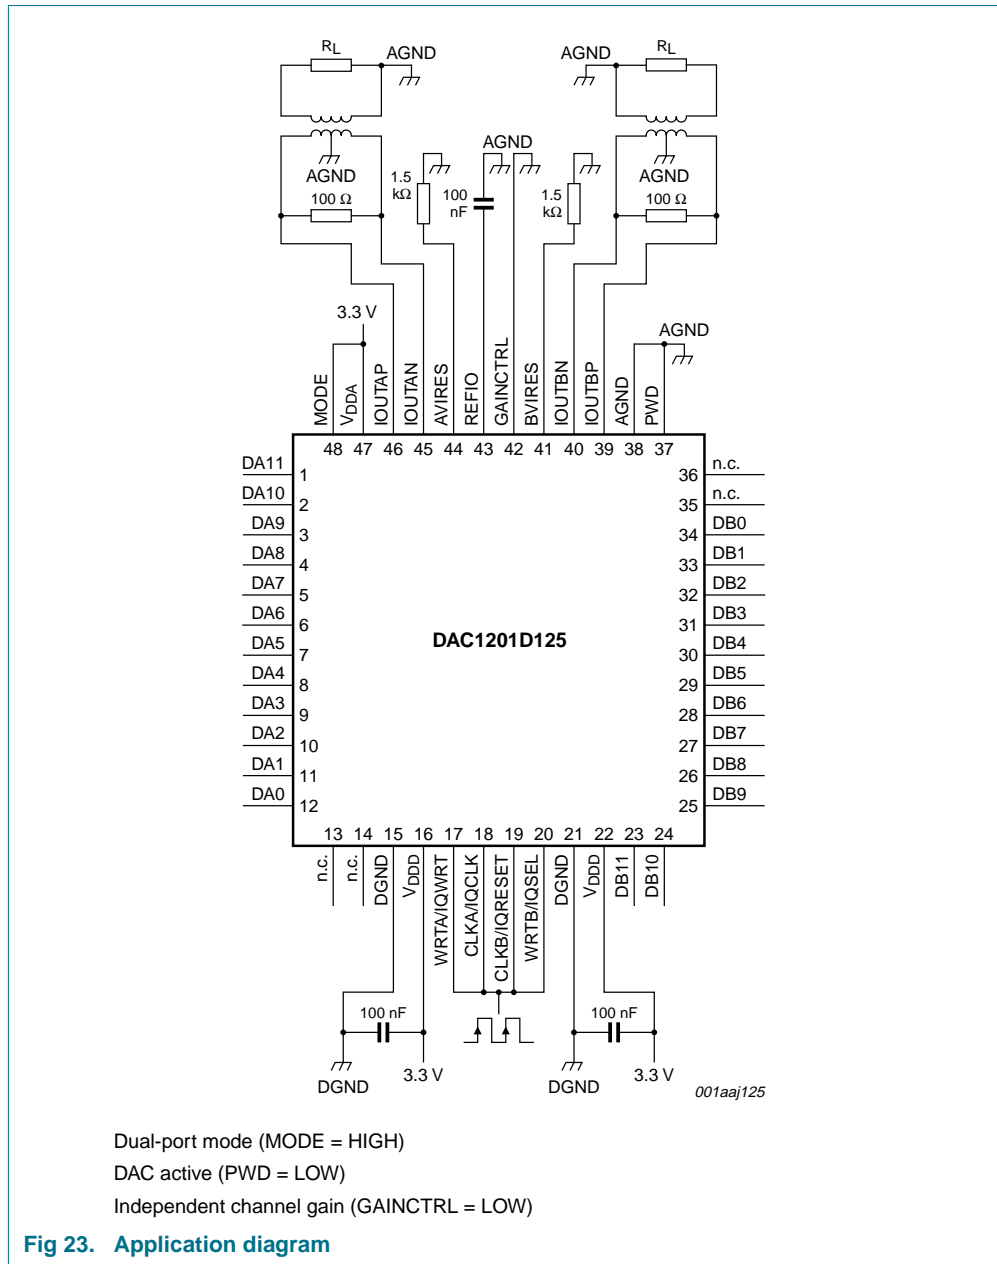 RL
AGND
AGND
RL
AGND
AGND
AGND
100 Ω
1.5
kΩ
100
nF
1.5
kΩ
100 Ω
3.3 V
AGND
MODE
VDDA
IOUTAP
IOUTAN
AVIRES
REFIO
GAINCTRL
BVIRES
IOUTBN
IOUTBP
AGND
PWD
48 47 46 45 44 43 42 41 40 39 38 37
DA11 1
DA10 2
DA9 3
DA8 4
DA7 5
DA6 6
DA5 7
DA4 8
DA3 9
DA2 10
DA1 11
DA0 12
DAC1201D125
36 n.c.
35 n.c.
34 DB0
33 DB1
32 DB2
31 DB3
30 DB4
29 DB5
28 DB6
27 DB7
26 DB8
25 DB9
13 14 15 16 17 18 19 20 21 22 23 24
n.c.
n.c.
DGND
VDDD
WRTA/IQWRT
CLKA/IQCLK
CLKB/IQRESET
WRTB/IQSEL
DGND
VDDD
DB11
DB10
100 nF
100 nF
DGND
3.3 V
DGND
3.3 V
001aaj125
Dual-port mode (MODE = HIGH)
DAC active (PWD = LOW)
Independent channel gain (GAINCTRL = LOW)
Fig 23. Application diagram